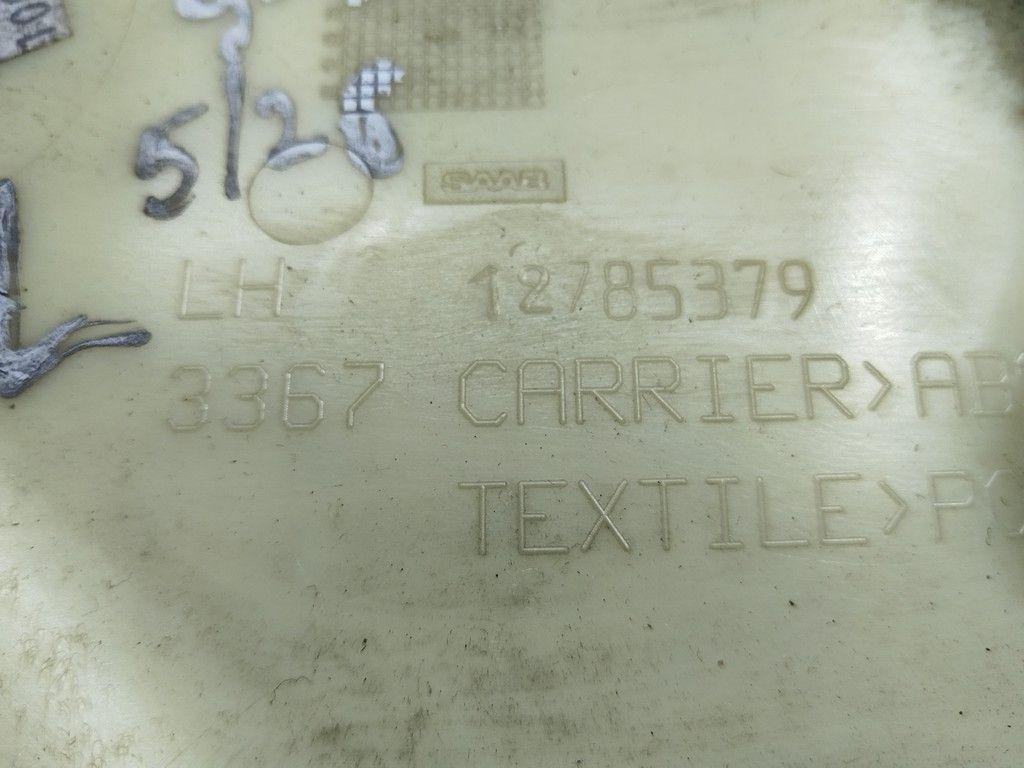 5/26
SAAB
LH 12785379
3367 CARRIER>AB
TEXTILE>P